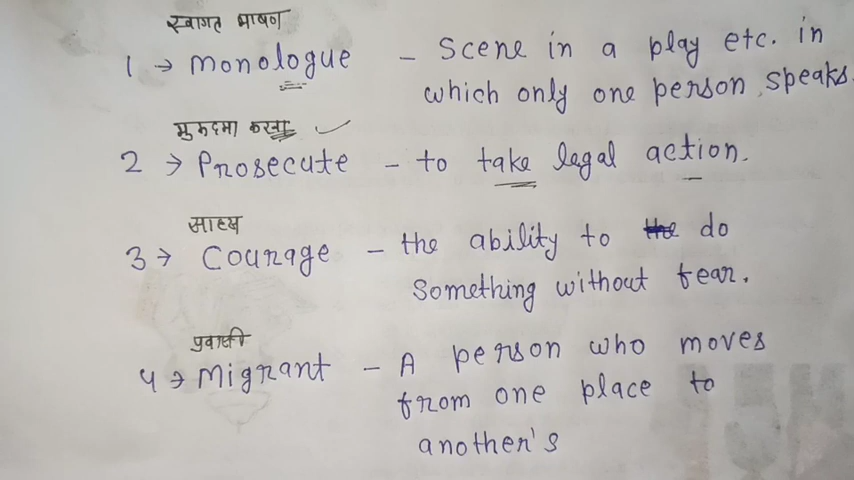 स्वागत भाषण
1 → Monologue – Scene in a play etc. in
which only one person speaks.
मुकदमा करना
2 → Prosecute – to take legal action.
साहस
3 → Courage – the ability to do
Something without fear.
प्रवासी
4 → Migrant – A person who moves
from one place to
another's